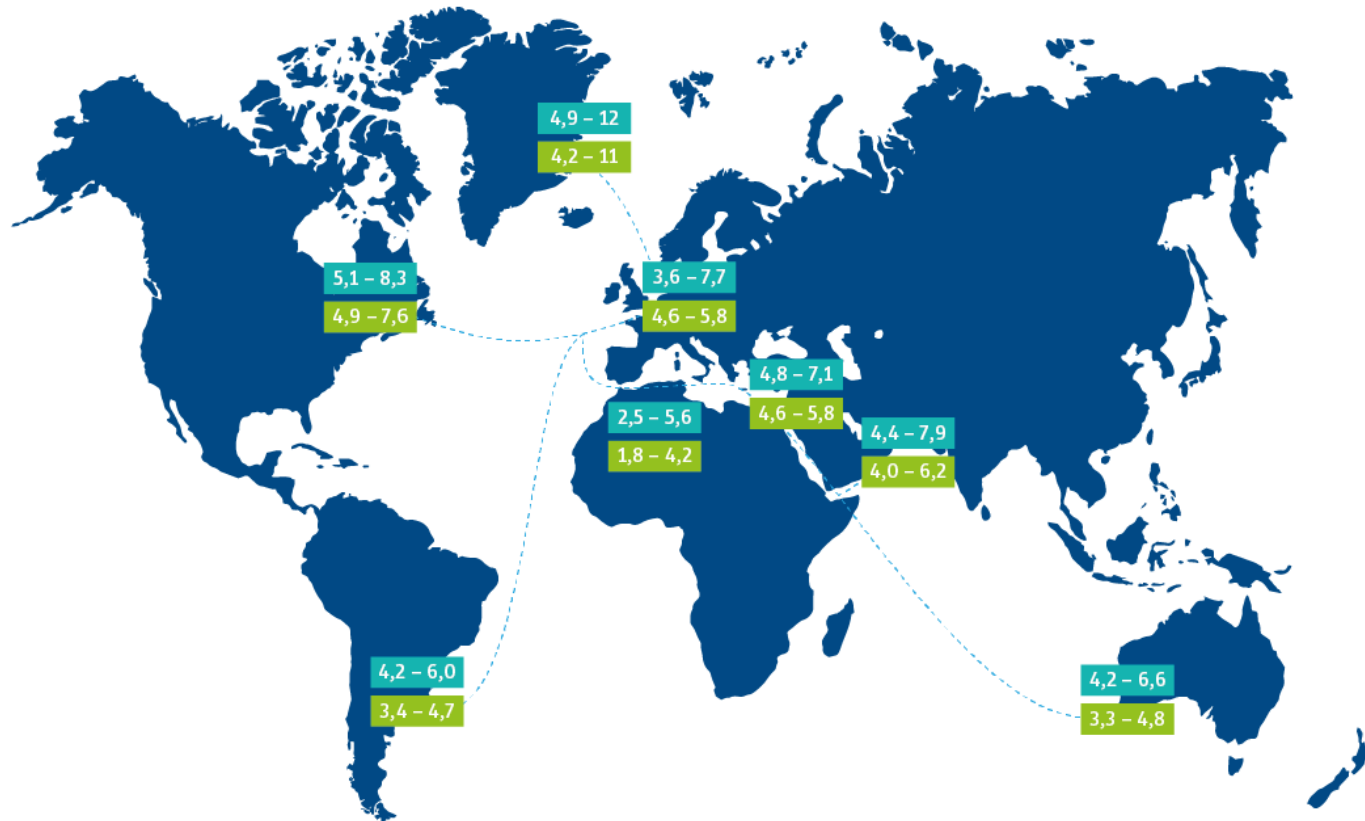 4,9 – 12
4,2 – 11
5,1 – 8,3
4,9 – 7,6
3,6 – 7,7
4,6 – 5,8
4,8 – 7,1
4,6 – 5,8
2,5 – 5,6
1,8 – 4,2
4,4 – 7,9
4,0 – 6,2
4,2 – 6,0
3,4 – 4,7
4,2 – 6,6
3,3 – 4,8